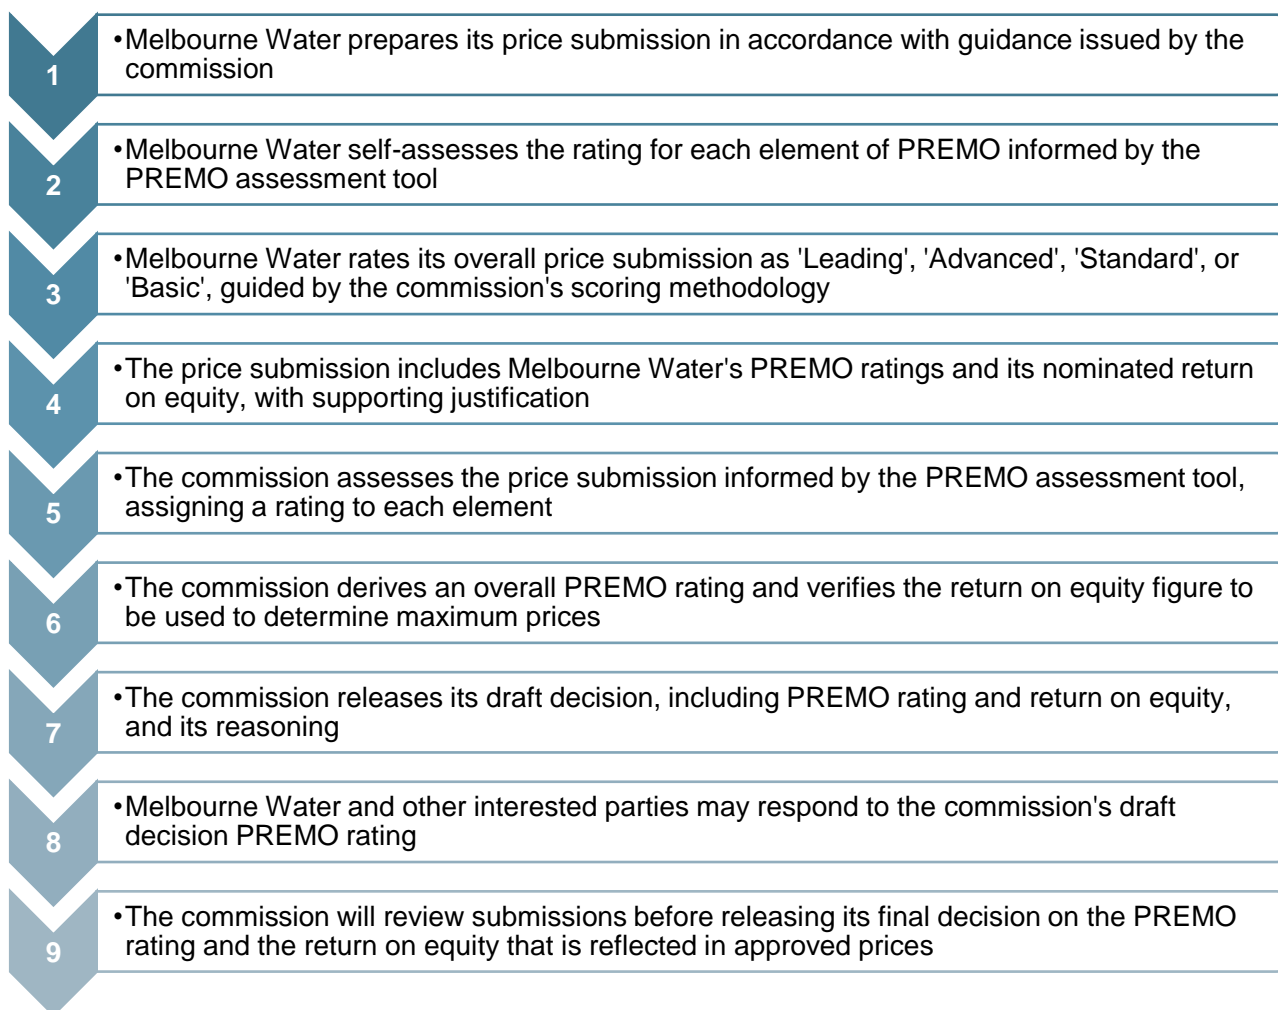 1
•Melbourne Water prepares its price submission in accordance with guidance issued by the
commission
2
•Melbourne Water self-assesses the rating for each element of PREMO informed by the
PREMO assessment tool
3
•Melbourne Water rates its overall price submission as 'Leading', 'Advanced', 'Standard', or
'Basic', guided by the commission's scoring methodology
4
•The price submission includes Melbourne Water's PREMO ratings and its nominated return
on equity, with supporting justification
5
•The commission assesses the price submission informed by the PREMO assessment tool,
assigning a rating to each element
6
•The commission derives an overall PREMO rating and verifies the return on equity figure to
be used to determine maximum prices
7
•The commission releases its draft decision, including PREMO rating and return on equity,
and its reasoning
8
•Melbourne Water and other interested parties may respond to the commission's draft
decision PREMO rating
9
•The commission will review submissions before releasing its final decision on the PREMO
rating and the return on equity that is reflected in approved prices